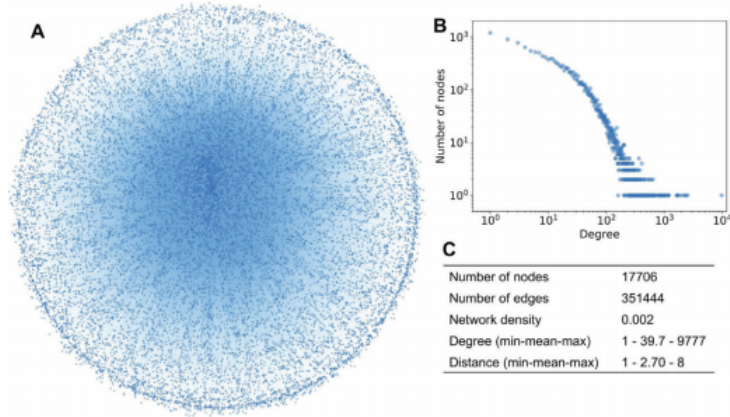 A
B
Number of nodes
10³
10²
10¹
10⁰
10⁰ 10¹ 10² 10³ 10⁴
Degree
C
Number of nodes 17706
Number of edges 351444
Network density 0.002
Degree (min-mean-max) 1 - 39.7 - 9777
Distance (min-mean-max) 1 - 2.70 - 8